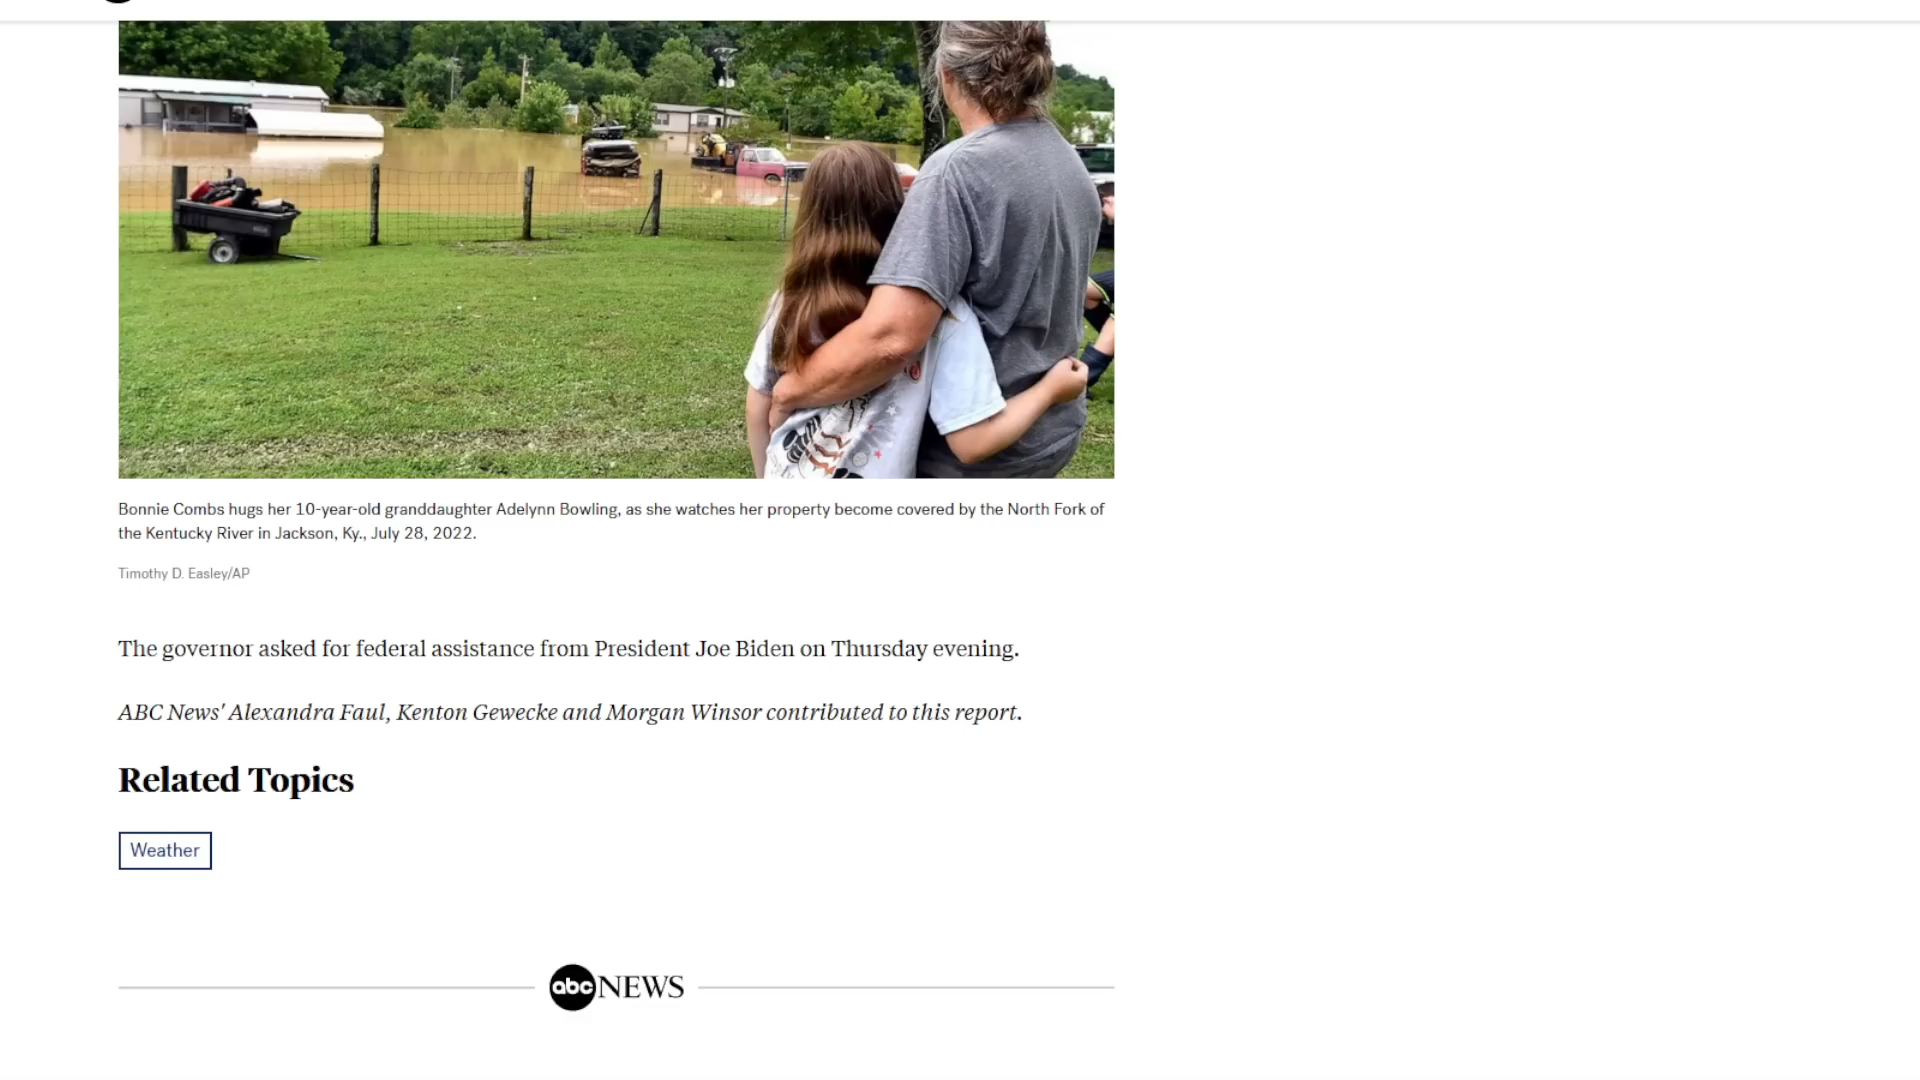 Bonnie Combs hugs her 10-year-old granddaughter Adelynn Bowling, as she watches her property become covered by the North Fork of
the Kentucky River in Jackson, Ky., July 28, 2022.
Timothy D. Easley/AP
The governor asked for federal assistance from President Joe Biden on Thursday evening.
ABC News' Alexandra Faul, Kenton Gewecke and Morgan Winsor contributed to this report.
Related Topics
Weather
abc NEWS